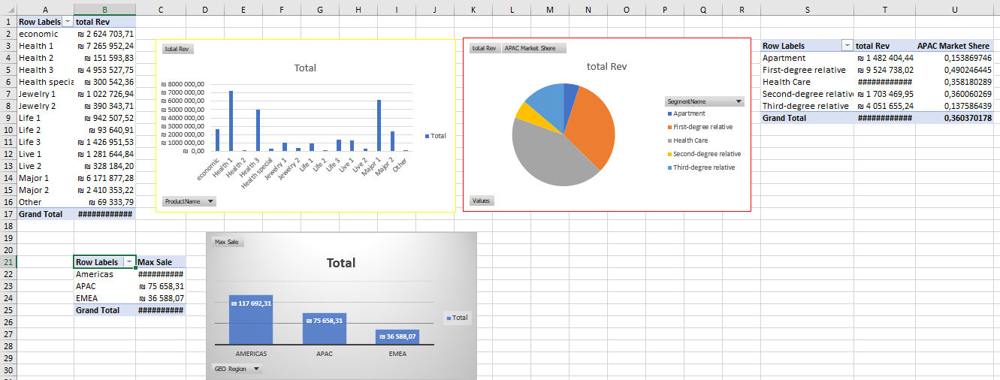 A B C D E F G H I J K L M N O P Q R S T U
1 Row Labels total Rev
2 economic ₪ 2 624 703,71
3 Health 1 ₪ 7 265 952,24
4 Health 2 ₪ 151 593,83
5 Health 3 ₪ 4 953 527,75
6 Health specia ₪ 300 542,36
7 Jewelry 1 ₪ 1 022 726,94
8 Jewelry 2 ₪ 390 343,71
9 Life 1 ₪ 942 507,52
10 Life 2 ₪ 93 640,91
11 Life 3 ₪ 1 426 951,53
12 Live 1 ₪ 1 281 644,84
13 Live 2 ₪ 328 184,20
14 Major 1 ₪ 6 171 877,28
15 Major 2 ₪ 2 410 353,22
16 Other ₪ 69 333,79
17 Grand Total ############
18
19
20
21 Row Labels Max Sale
22 Americas ##########
23 APAC ₪ 75 658,31
24 EMEA ₪ 36 588,07
25 Grand Total ##########
26
27
28
29
30
total Rev
Total
₪ 8000 000,00
₪ 7000 000,00
₪ 6000 000,00
₪ 5000 000,00
₪ 4000 000,00
₪ 3000 000,00
₪ 2000 000,00
₪ 1000 000,00
₪ 0,00
economic Health 1 Health 2 Health 3 Health special Jewelry 1 Jewelry 2 Life 1 Life 2 Life 3 Live 1 Live 2 Major 1 Major 2 Other
Total
ProductName
total Rev APAC Market Shere
total Rev
SegmentName
Apartment
First-degree relative
Health Care
Second-degree relative
Third-degree relative
Values
Row Labels total Rev APAC Market Shere
Apartment ₪ 1 482 404,44 0,153869746
First-degree relative ₪ 9 524 738,02 0,490246445
Health Care ############ 0,358180289
Second-degree relativ ₪ 1 703 469,95 0,360060269
Third-degree relative ₪ 4 051 655,24 0,137586439
Grand Total ############ 0,360370178
Max Sale
Total
₪ 117 692,31
₪ 75 658,31
₪ 36 588,07
AMERICAS APAC EMEA
Total
GEO Region